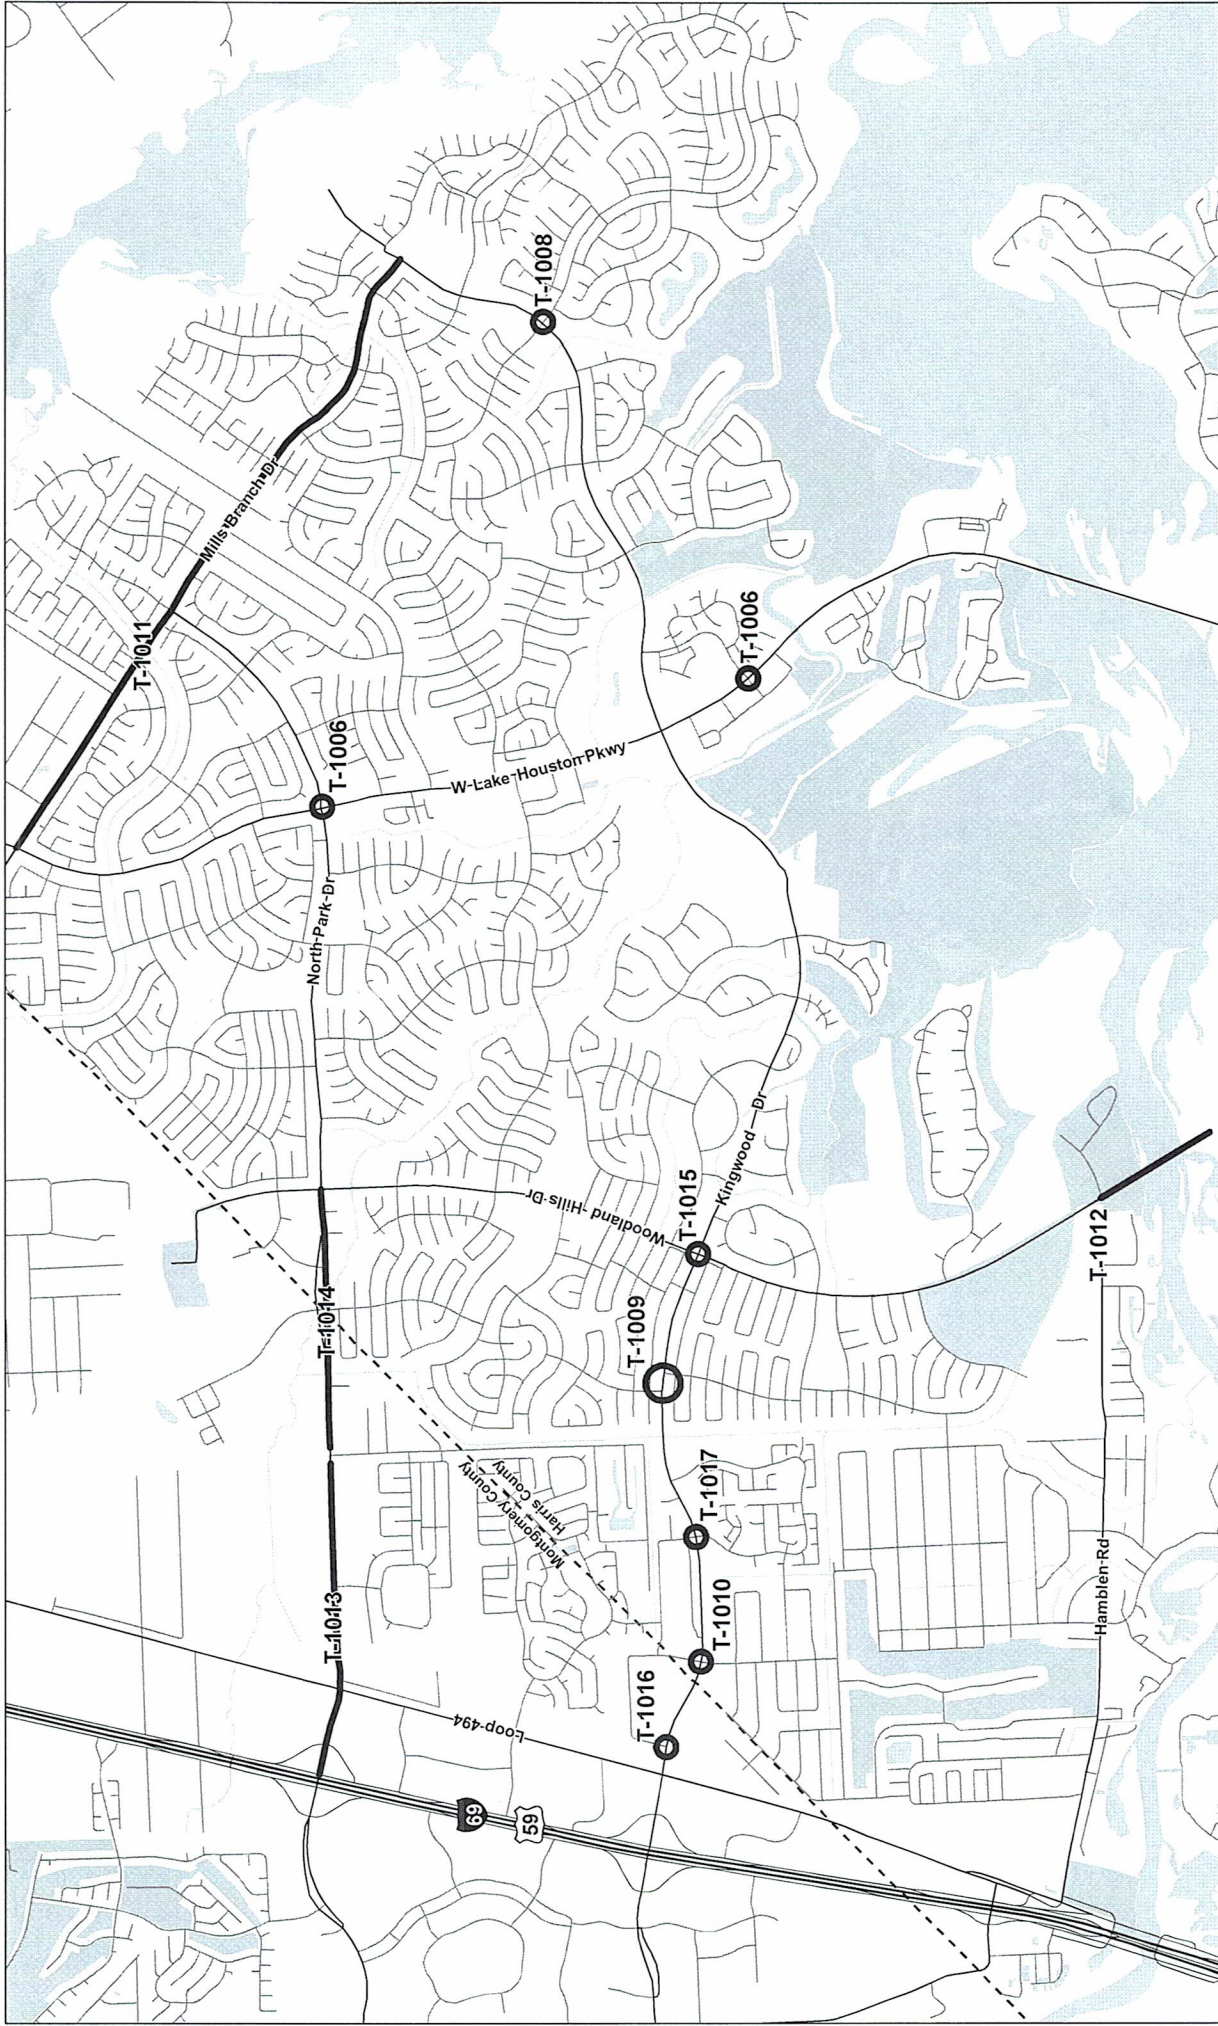 T-1011
Mills Branch Dr
T-1008
T-1006
North Park Dr
W Lake Houston Pkwy
T-1006
T-1014
Woodland Hills Dr
T-1015
Kingwood Dr
T-1009
T-1012
T-1013
Montgomery County
Harris County
T-1017
T-1010
T-1016
Hamblen Rd
Loop 494
69
59